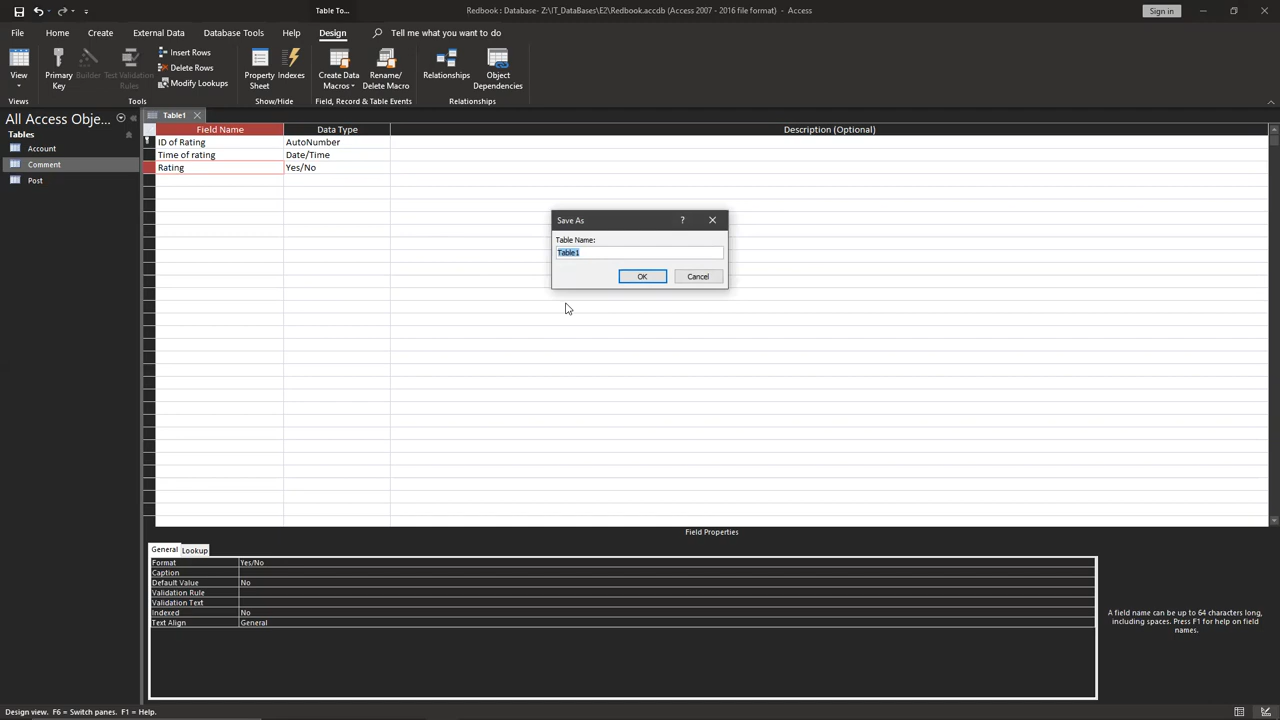 Table To...
Redbook : Database- Z:\IT_DataBases\E2\Redbook.accdb (Access 2007 - 2016 file format) - Access
Sign in
File
Home
Create
External Data
Database Tools
Help
Design
Tell me what you want to do
View
Primary Key
Builder
Test Validation Rules
Insert Rows
Delete Rows
Modify Lookups
Property Sheet
Indexes
Create Data Macros
Rename/ Delete Macro
Relationships
Object Dependencies
Views
Tools
Show/Hide
Field, Record & Table Events
Relationships
All Access Obje...
Tables
Account
Comment
Post
Table1
Field Name
Data Type
Description (Optional)
ID of Rating
AutoNumber
Time of rating
Date/Time
Rating
Yes/No
Save As
?
Table Name:
Table1
OK
Cancel
Field Properties
General
Lookup
Format
Yes/No
Caption
Default Value
No
Validation Rule
Validation Text
Indexed
No
Text Align
General
A field name can be up to 64 characters long,
including spaces. Press F1 for help on field
names.
Design view. F6 = Switch panes. F1 = Help.